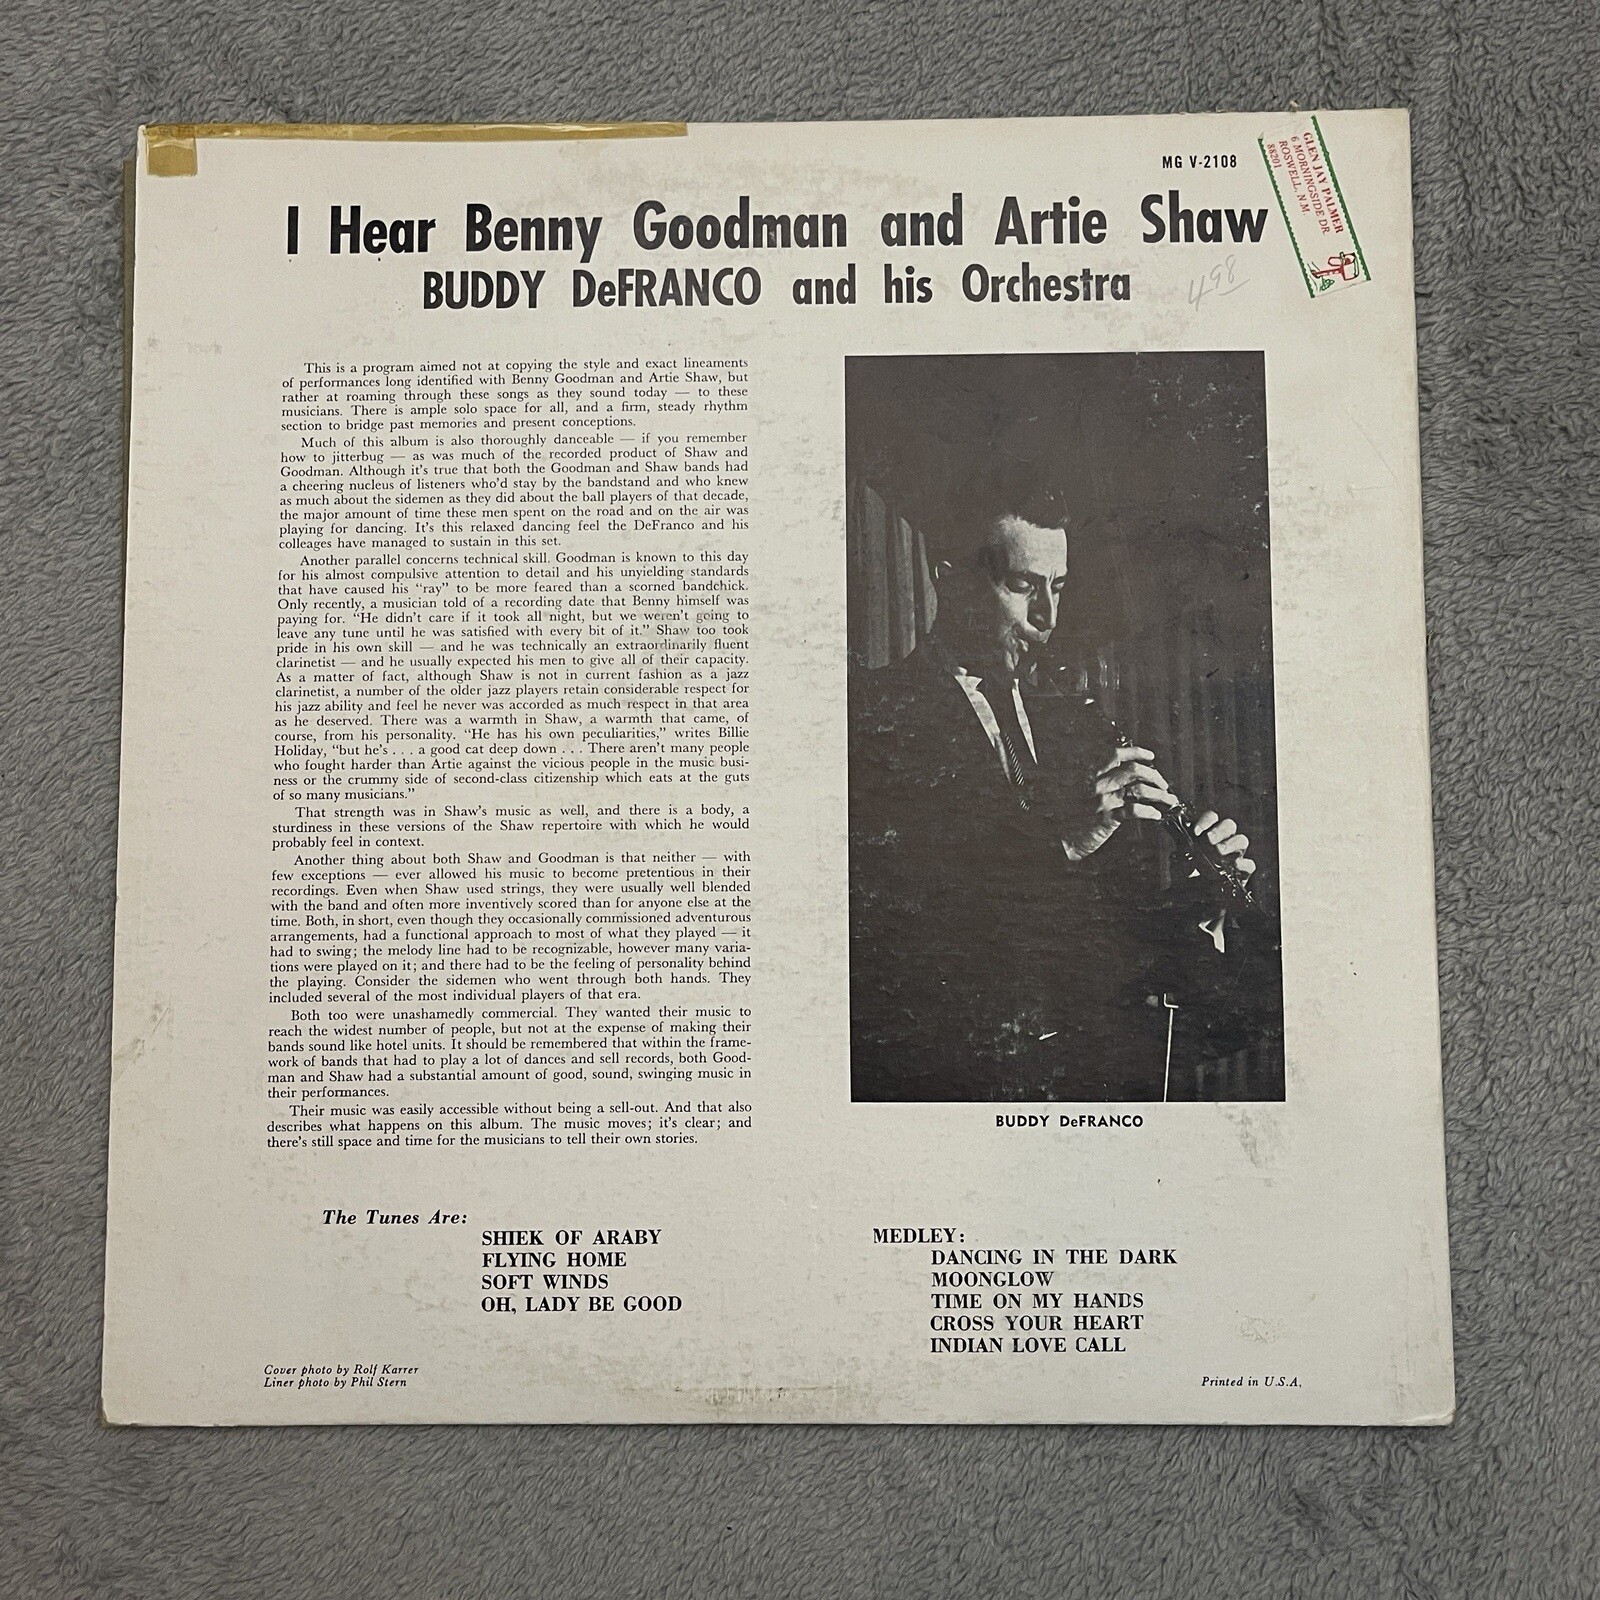 MG V-2108
GLEN JAY PALMER
6 MORNINGSIDE DR.
ROSWELL, N.M.
88201
I Hear Benny Goodman and Artie Shaw
BUDDY DeFRANCO and his Orchestra
4 98
This is a program aimed not at copying the style and exact lineaments
of performances long identified with Benny Goodman and Artie Shaw, but
rather at roaming through these songs as they sound today — to these
musicians. There is ample solo space for all, and a firm, steady rhythm
section to bridge past memories and present conceptions.
Much of this album is also thoroughly danceable — if you remember
how to jitterbug — as was much of the recorded product of Shaw and
Goodman. Although it's true that both the Goodman and Shaw bands had
a cheering nucleus of listeners who'd stay by the bandstand and who knew
as much about the sidemen as they did about the ball players of that decade,
the major amount of time these men spent on the road and on the air was
playing for dancing. It's this relaxed dancing feel the DeFranco and his
colleages have managed to sustain in this set.
Another parallel concerns technical skill. Goodman is known to this day
for his almost compulsive attention to detail and his unyielding standards
that have caused his "ray" to be more feared than a scorned bandchick.
Only recently, a musician told of a recording date that Benny himself was
paying for. "He didn't care if it took all night, but we weren't going to
leave any tune until he was satisfied with every bit of it." Shaw too took
pride in his own skill — and he was technically an extraordinarily fluent
clarinetist — and he usually expected his men to give all of their capacity.
As a matter of fact, although Shaw is not in current fashion as a jazz
clarinetist, a number of the older jazz players retain considerable respect for
his jazz ability and feel he never was accorded as much respect in that area
as he deserved. There was a warmth in Shaw, a warmth that came, of
course, from his personality. "He has his own peculiarities," writes Billie
Holiday, "but he's . . . a good cat deep down . . . There aren't many people
who fought harder than Artie against the vicious people in the music busi-
ness or the crummy side of second-class citizenship which eats at the guts
of so many musicians."
That strength was in Shaw's music as well, and there is a body, a
sturdiness in these versions of the Shaw repertoire with which he would
probably feel in context.
Another thing about both Shaw and Goodman is that neither — with
few exceptions — ever allowed his music to become pretentious in their
recordings. Even when Shaw used strings, they were usually well blended
with the band and often more inventively scored than for anyone else at the
time. Both, in short, even though they occasionally commissioned adventurous
arrangements, had a functional approach to most of what they played — it
had to swing; the melody line had to be recognizable, however many varia-
tions were played on it; and there had to be the feeling of personality behind
the playing. Consider the sidemen who went through both hands. They
included several of the most individual players of that era.
Both too were unashamedly commercial. They wanted their music to
reach the widest number of people, but not at the expense of making their
bands sound like hotel units. It should be remembered that within the frame-
work of bands that had to play a lot of dances and sell records, both Good-
man and Shaw had a substantial amount of good, sound, swinging music in
their performances.
Their music was easily accessible without being a sell-out. And that also
describes what happens on this album. The music moves; it's clear; and
there's still space and time for the musicians to tell their own stories.
BUDDY DeFRANCO
The Tunes Are:
SHIEK OF ARABY
FLYING HOME
SOFT WINDS
OH, LADY BE GOOD
MEDLEY:
DANCING IN THE DARK
MOONGLOW
TIME ON MY HANDS
CROSS YOUR HEART
INDIAN LOVE CALL
Cover photo by Rolf Karrer
Liner photo by Phil Stern
Printed in U.S.A.